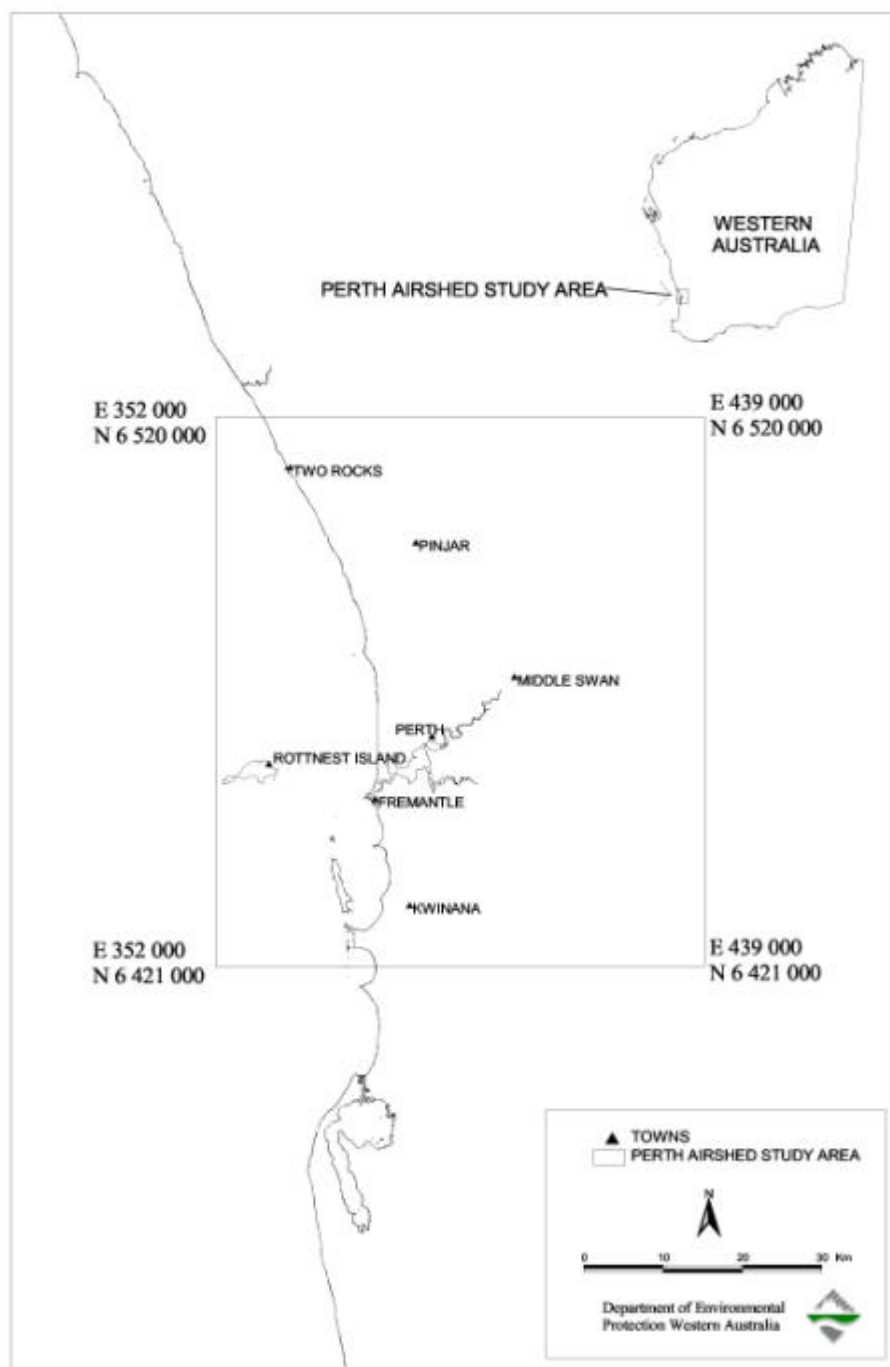 WESTERN
AUSTRALIA
PERTH AIRSHED STUDY AREA
E 352 000
N 6 520 000
E 439 000
N 6 520 000
TWO ROCKS
PINJAR
MIDDLE SWAN
PERTH
ROTTNEST ISLAND
FREMANTLE
KWINANA
E 352 000
N 6 421 000
E 439 000
N 6 421 000
TOWNS
PERTH AIRSHED STUDY AREA
N
0 10 20 30 Km
Department of Environmental
Protection Western Australia